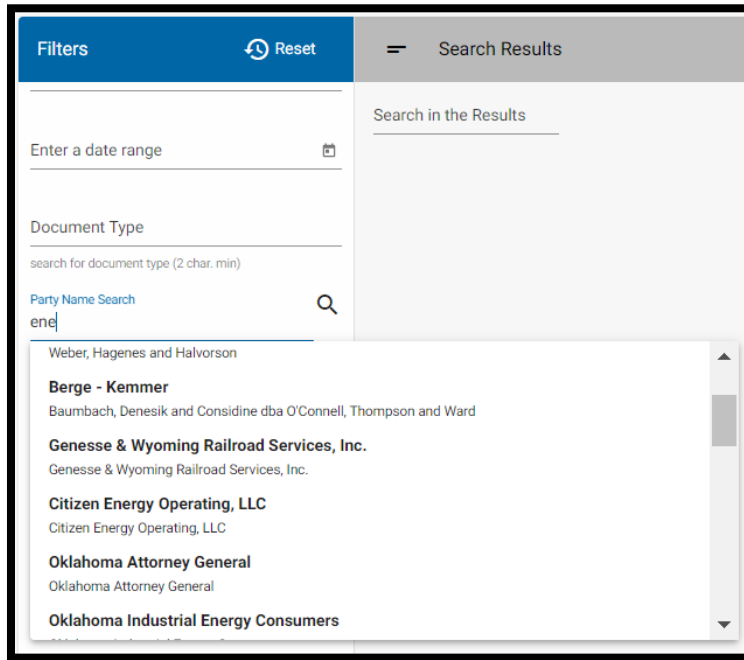 Filters
Reset
Search Results
Search in the Results
Enter a date range
Document Type
search for document type (2 char. min)
Party Name Search
ene
Weber, Hagenes and Halvorson
Berge - Kemmer
Baumbach, Denesik and Considine dba O'Connell, Thompson and Ward
Genesse & Wyoming Railroad Services, Inc.
Genesse & Wyoming Railroad Services, Inc.
Citizen Energy Operating, LLC
Citizen Energy Operating, LLC
Oklahoma Attorney General
Oklahoma Attorney General
Oklahoma Industrial Energy Consumers